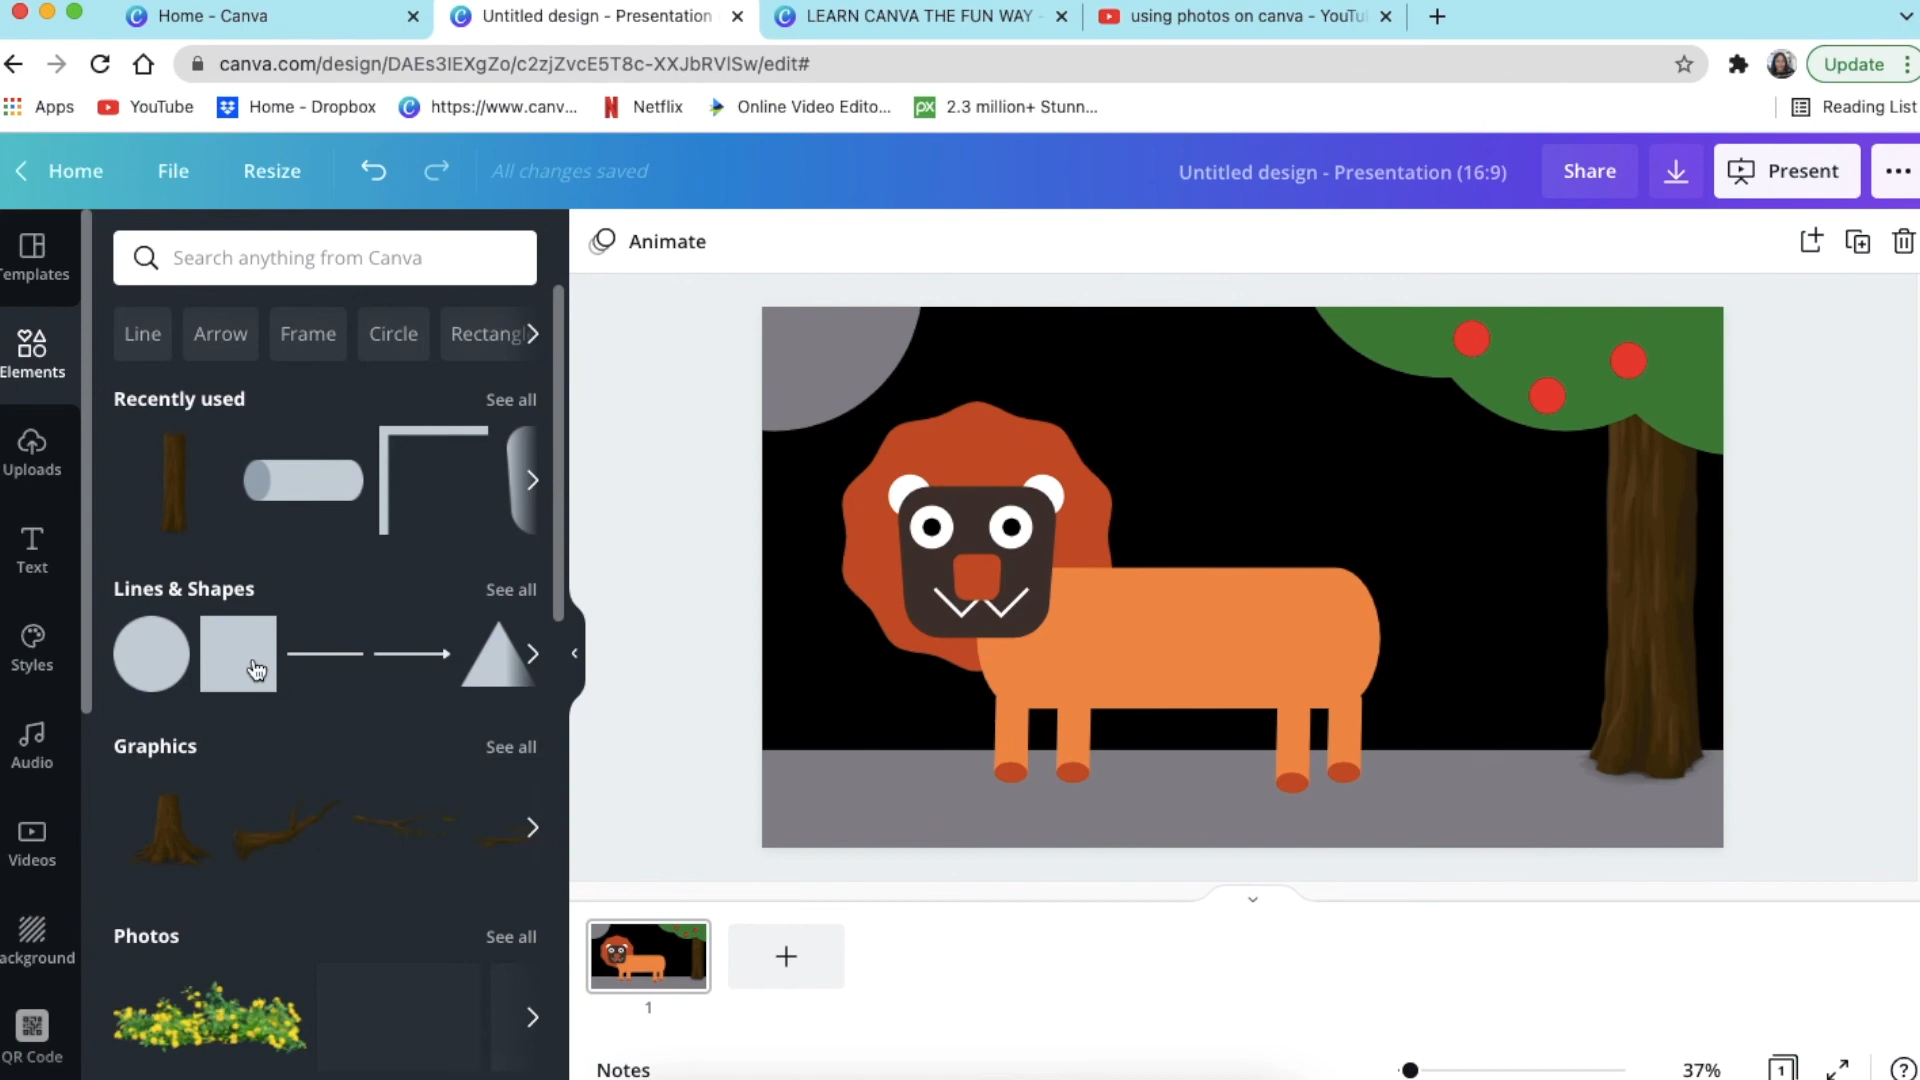 Home - Canva
Untitled design - Presentation
LEARN CANVA THE FUN WAY -
using photos on canva - YouTu
canva.com/design/DAEs3IEXgZo/c2zjZvcE5T8c-XXJbRVlSw/edit#
Update
Apps
YouTube
Home - Dropbox
https://www.canv...
Netflix
Online Video Edito...
px
2.3 million+ Stunn...
Reading List
Home
File
Resize
All changes saved
Untitled design - Presentation (16:9)
Share
Present
Templates
Elements
Uploads
Text
Styles
Audio
Videos
ackground
QR Code
Search anything from Canva
Line
Arrow
Frame
Circle
Rectangl
Recently used
See all
Lines & Shapes
See all
Graphics
See all
Photos
See all
Animate
1
Notes
37%
1
?